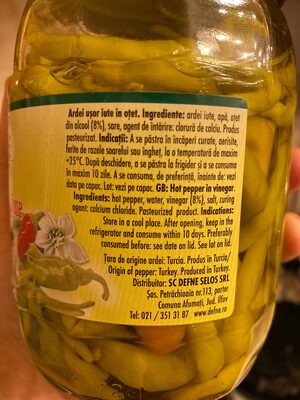 Ardei ușor iute in oțet. Ingrediente: ardei iute, apă, oțet
din alcool (8%), sare, agent de întărire: clorură de calciu. Produs
pasteurizat. Indicații: A se păstra în încăperi curate, aerisite,
ferite de razele soarelui sau îngheț, la o temperatură de maxim
+25°C. După deschidere, a se păstra la frigider și a se consuma
in maxim 10 zile. A se consuma, de preferință, inainte de: vezi
data pe capac. Lot: vezi pe capac. GB: Hot pepper in vinegar.
Ingredients: hot pepper, water, vinegar (8%), salt, curing
agent: calcium chloride. Pasteurized product. Indications:
Store in a cool place. After opening, keep in the
refrigerator and consume within 10 days. Preferably
consumed before: see date on lid. See lot on lid.
Țara de origine ardei: Turcia. Produs in Turcia/
Origin of pepper: Turkey. Produced in Turkey.
Distribuitor: SC DEFNE SELOS SRL
Șos. Petrăchioaia nr.113, parter
Comuna Afumați, Jud. Ilfov
Tel: 021 / 351 31 87 www.defne.ro